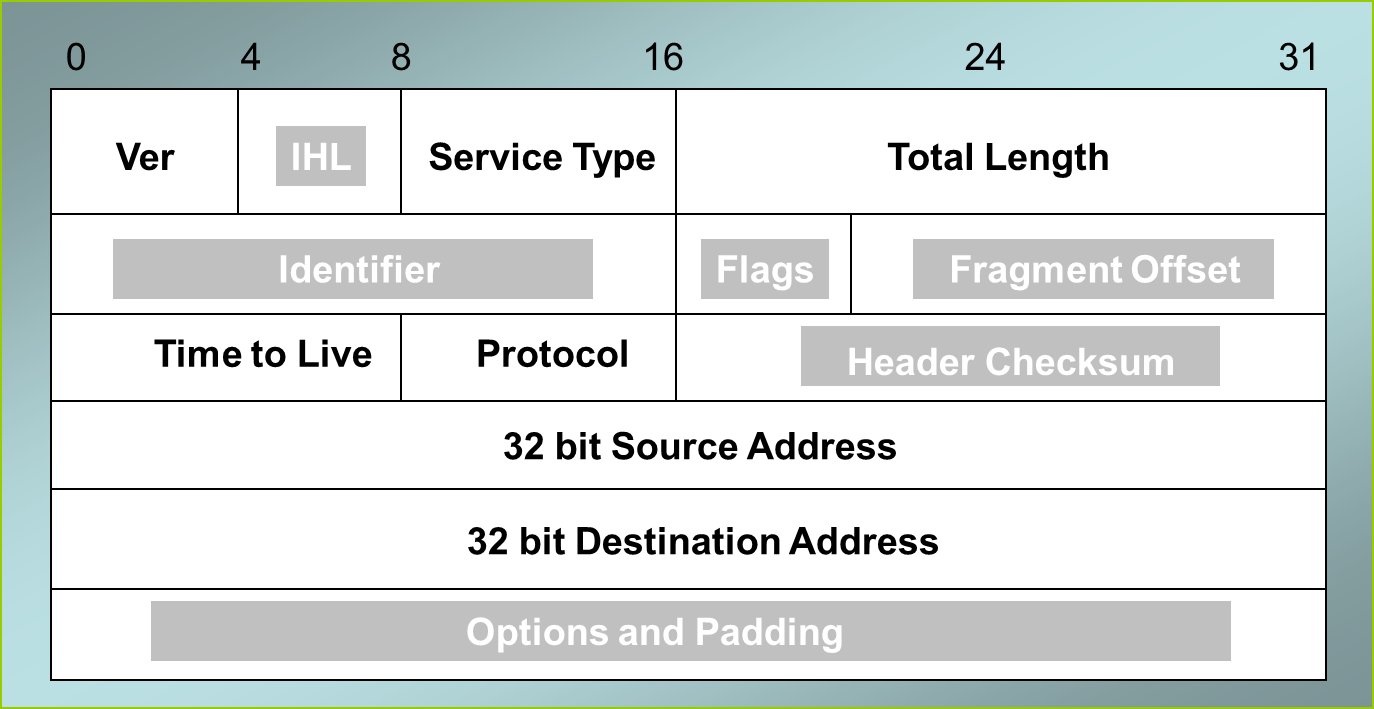 0 4 8 16 24 31
Ver IHL Service Type Total Length
Identifier Flags Fragment Offset
Time to Live Protocol Header Checksum
32 bit Source Address
32 bit Destination Address
Options and Padding